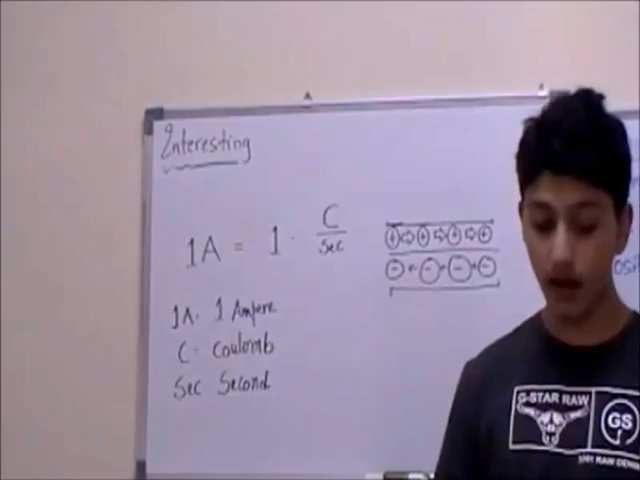 Interesting
1A = 1 · C/sec
1A = 1 Ampere
C = Coulomb
Sec Second
G-STAR RAW
GS